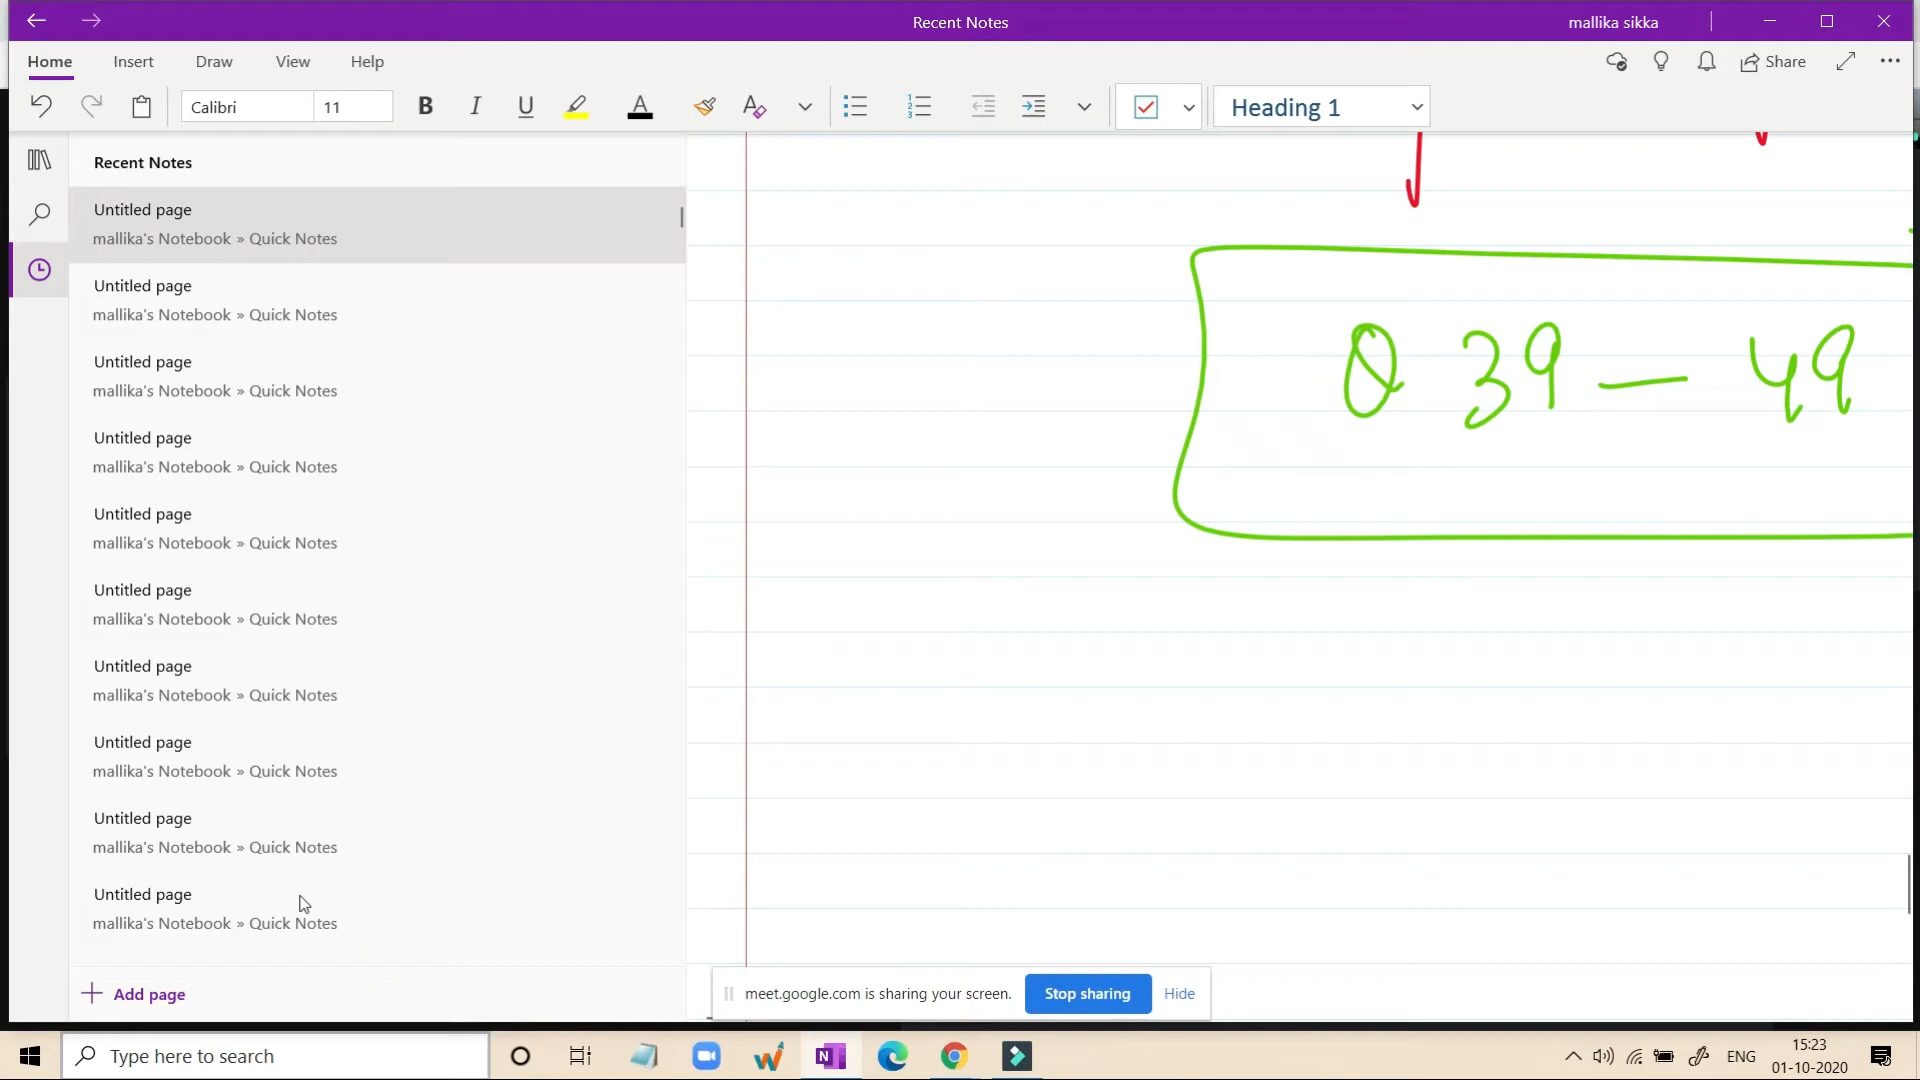 Recent Notes
mallika sikka
Home Insert Draw View Help
Share
Calibri 11 B I U A A Heading 1
Recent Notes
Untitled page
mallika's Notebook » Quick Notes
Untitled page
mallika's Notebook » Quick Notes
Untitled page
mallika's Notebook » Quick Notes
Untitled page
mallika's Notebook » Quick Notes
Untitled page
mallika's Notebook » Quick Notes
Untitled page
mallika's Notebook » Quick Notes
Untitled page
mallika's Notebook » Quick Notes
Untitled page
mallika's Notebook » Quick Notes
Untitled page
mallika's Notebook » Quick Notes
Untitled page
mallika's Notebook » Quick Notes
Add page
Q 39 — 49
meet.google.com is sharing your screen. Stop sharing Hide
Type here to search
ENG
15:23
01-10-2020